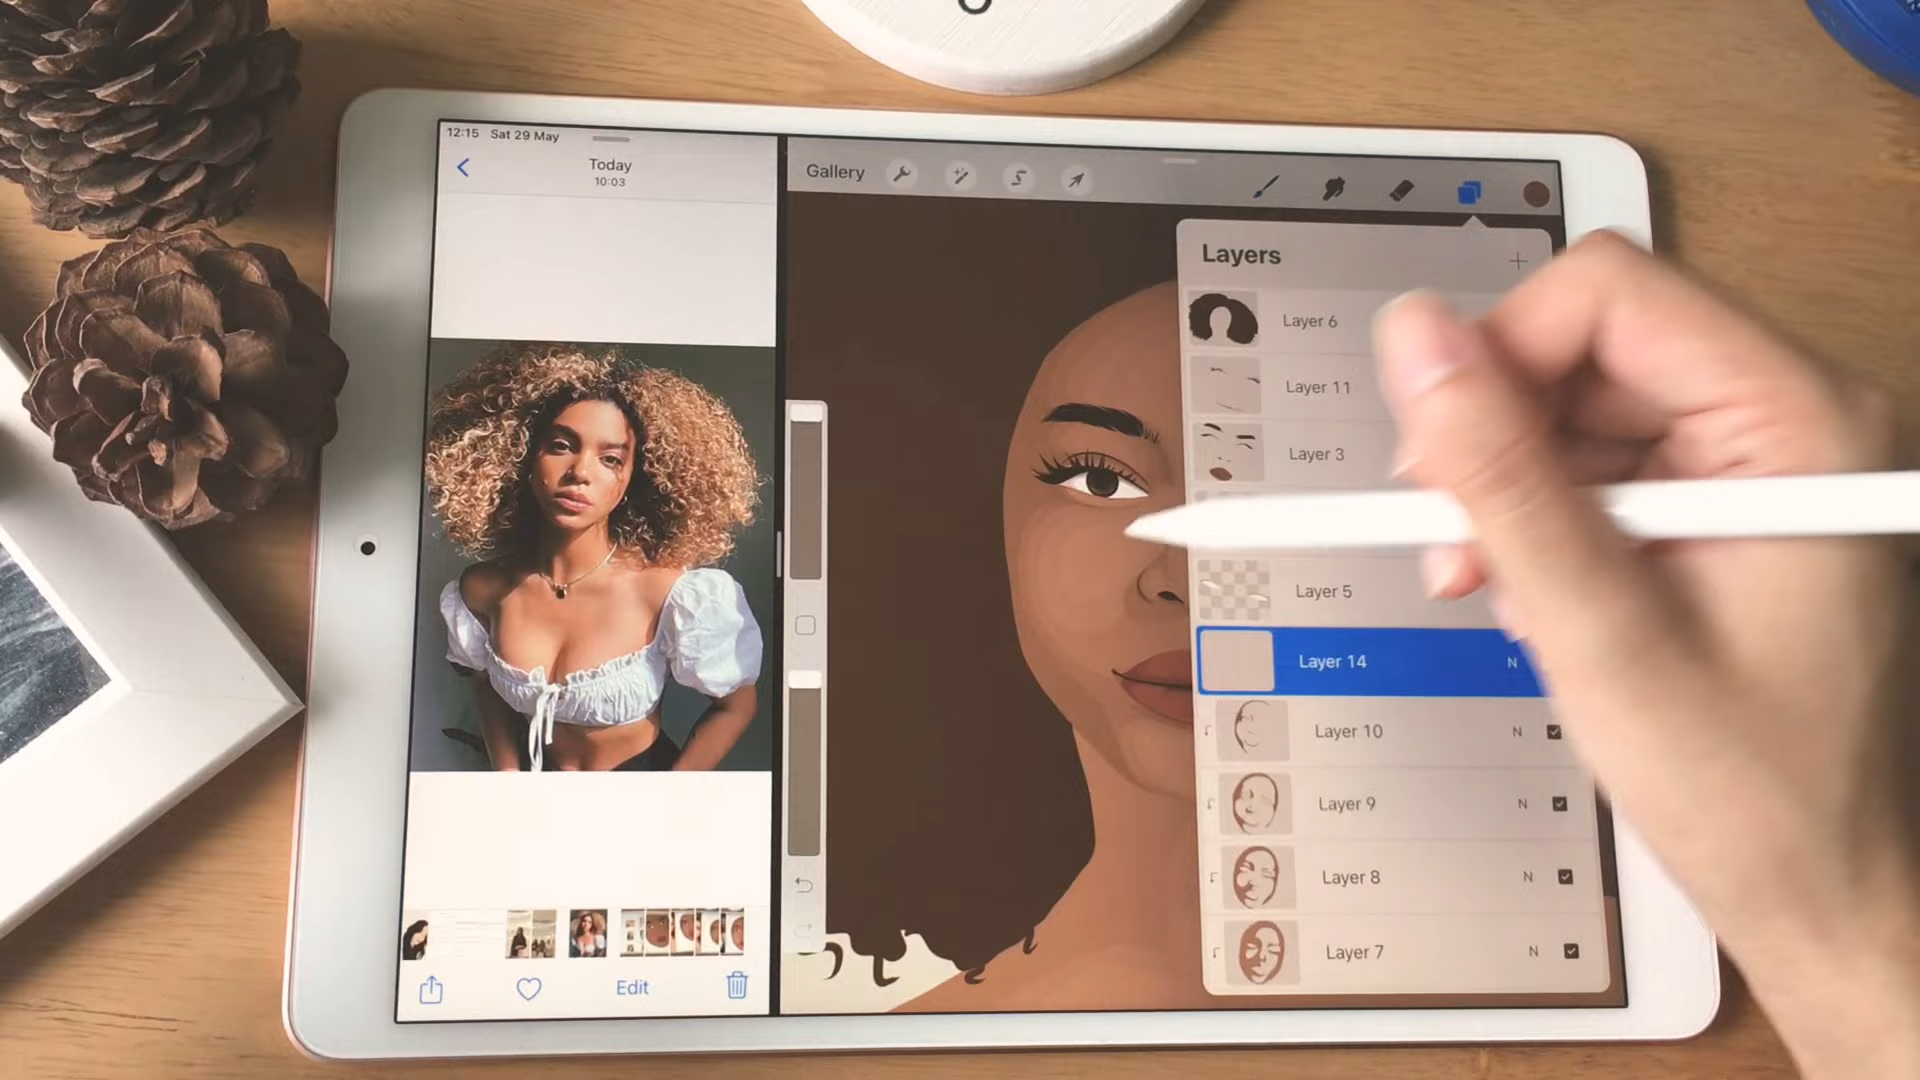 12:15 Sat 29 May
Today
10:03
Edit
Gallery
Layers
Layer 6
Layer 11
Layer 3
Layer 5
Layer 14 N
Layer 10 N
Layer 9 N
Layer 8 N
Layer 7 N